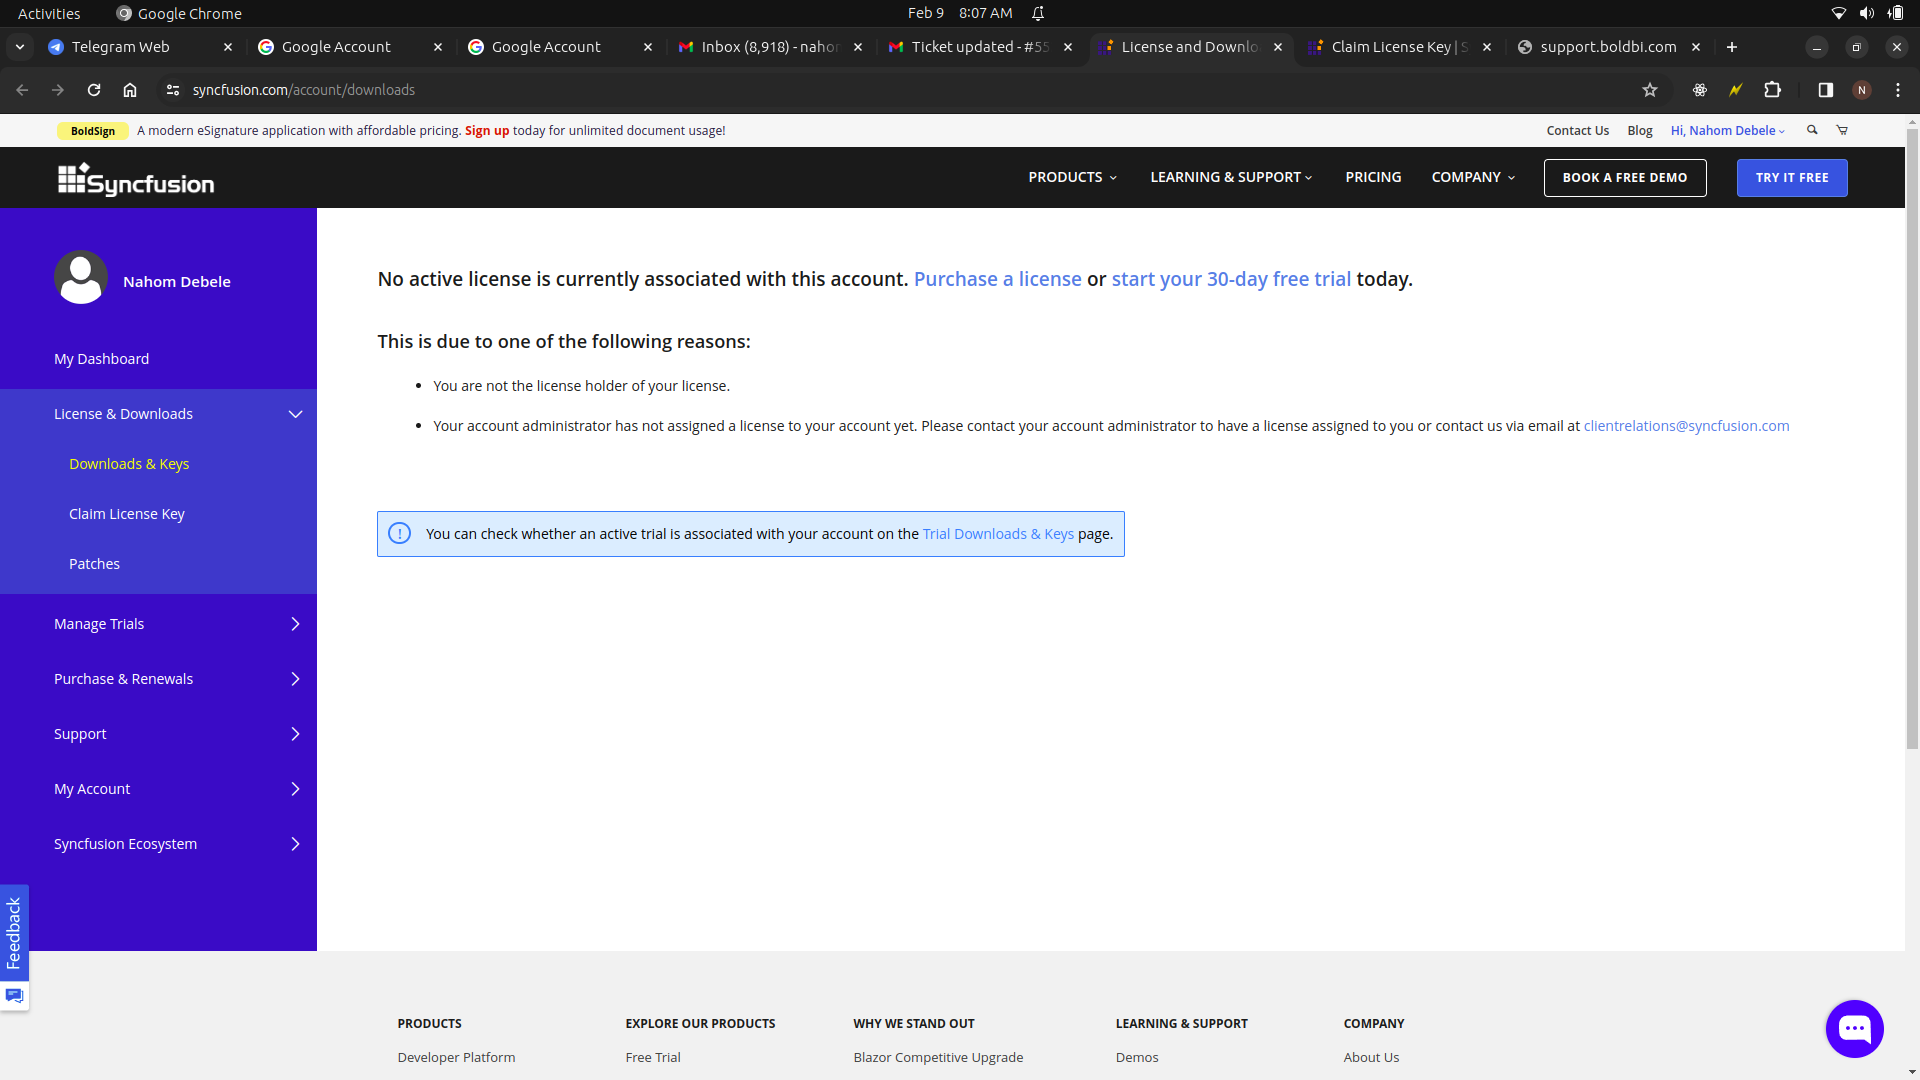 Activities Google Chrome Feb 9 8:07 AM
Telegram Web Google Account Google Account Inbox (8,918) - nahor Ticket updated - #55 License and Downlo Claim License Key | S support.boldbi.com
syncfusion.com/account/downloads N
BoldSign A modern eSignature application with affordable pricing. Sign up today for unlimited document usage! Contact Us Blog Hi, Nahom Debele
Syncfusion PRODUCTS LEARNING & SUPPORT PRICING COMPANY BOOK A FREE DEMO TRY IT FREE
Nahom Debele
My Dashboard
License & Downloads
Downloads & Keys
Claim License Key
Patches
Manage Trials
Purchase & Renewals
Support
My Account
Syncfusion Ecosystem
Feedback
No active license is currently associated with this account. Purchase a license or start your 30-day free trial today.
This is due to one of the following reasons:
• You are not the license holder of your license.
• Your account administrator has not assigned a license to your account yet. Please contact your account administrator to have a license assigned to you or contact us via email at clientrelations@syncfusion.com
You can check whether an active trial is associated with your account on the Trial Downloads & Keys page.
PRODUCTS EXPLORE OUR PRODUCTS WHY WE STAND OUT LEARNING & SUPPORT COMPANY
Developer Platform Free Trial Blazor Competitive Upgrade Demos About Us